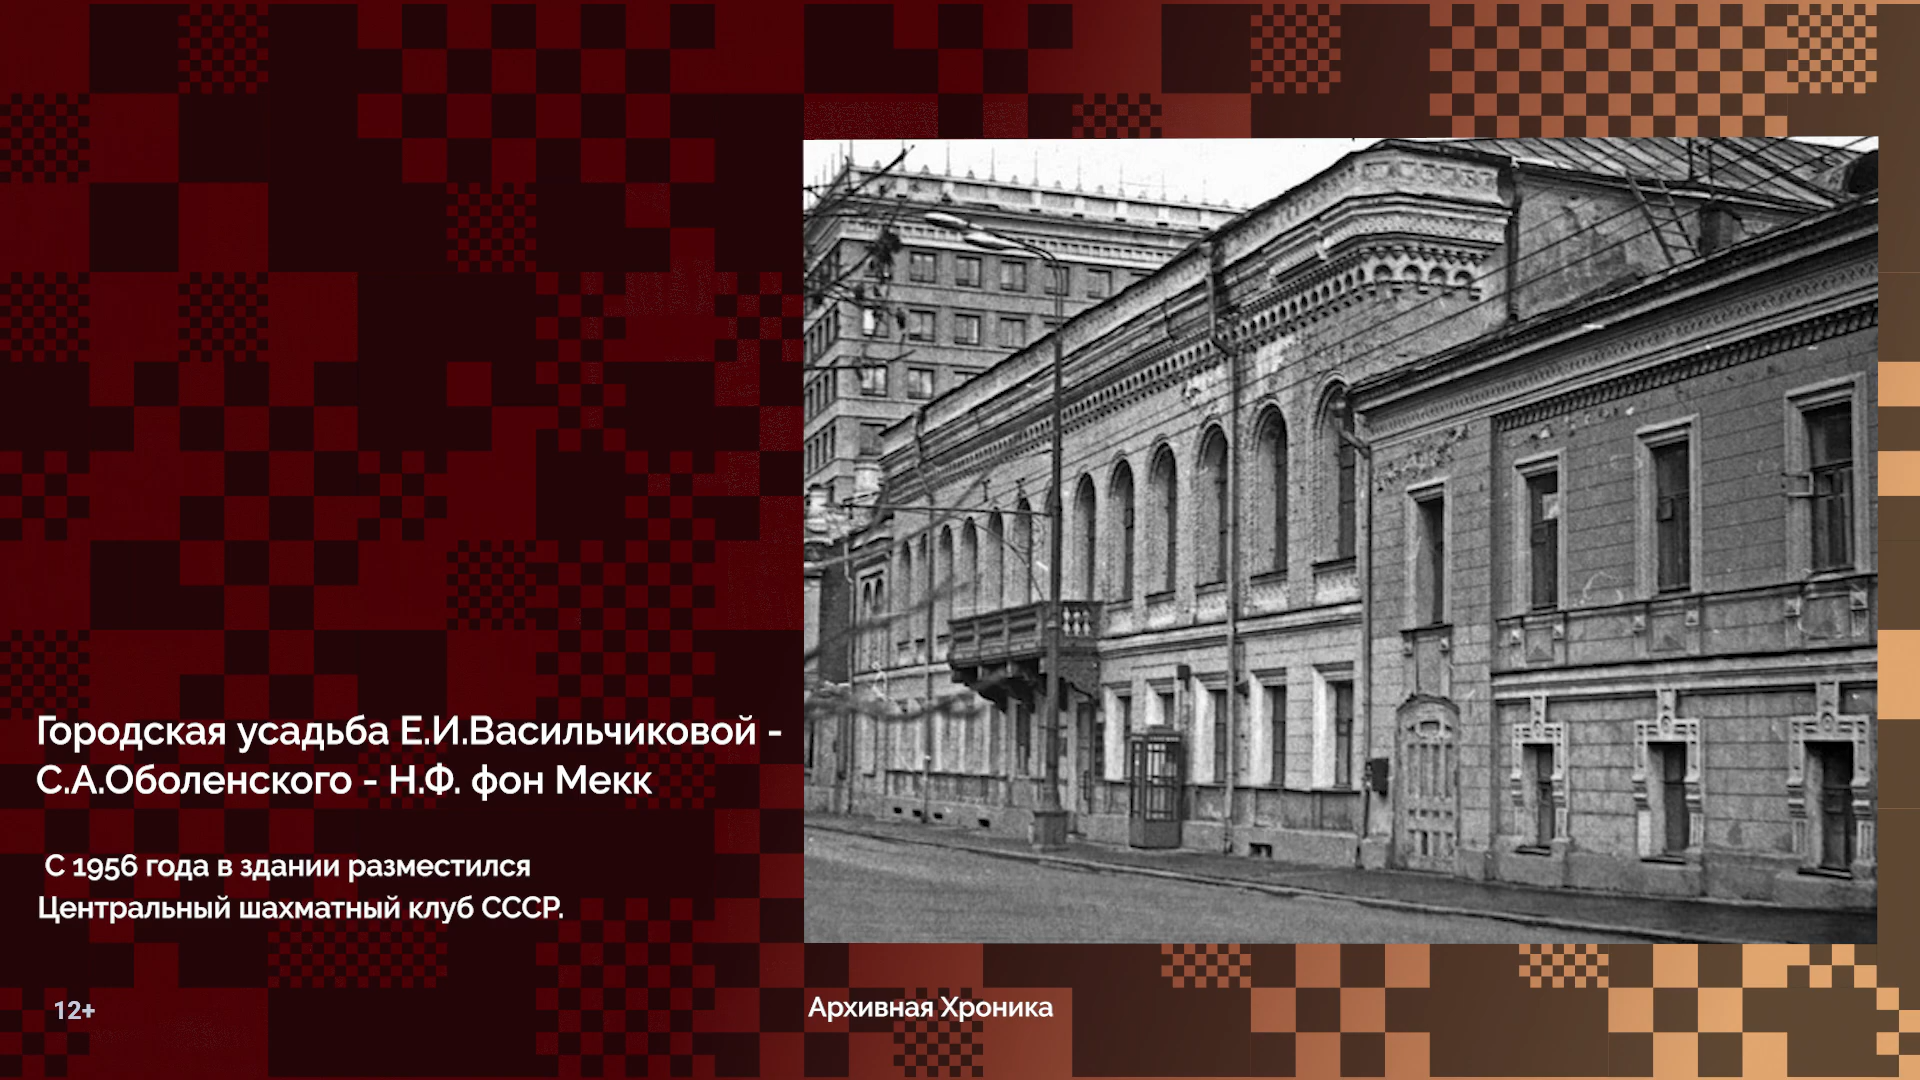 Городская усадьба Е.И.Васильчиковой -
С.А.Оболенского - Н.Ф. фон Мекк
С 1956 года в здании разместился
Центральный шахматный клуб СССР.
12+
Архивная Хроника